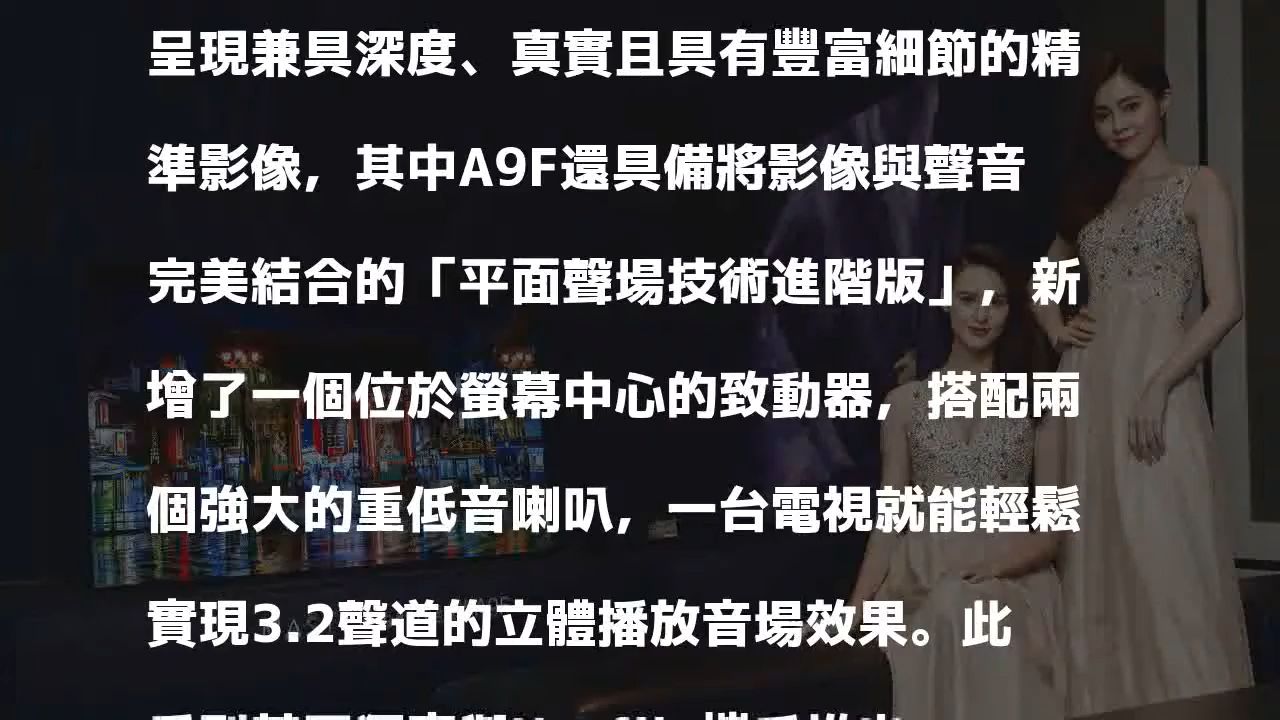 呈現兼具深度、真實且具有豐富細節的精
準影像，其中A9F還具備將影像與聲音
完美結合的「平面聲場技術進階版」，新
增了一個位於螢幕中心的致動器，搭配兩
個強大的重低音喇叭，一台電視就能輕鬆
實現3.2聲道的立體播放音場效果。此